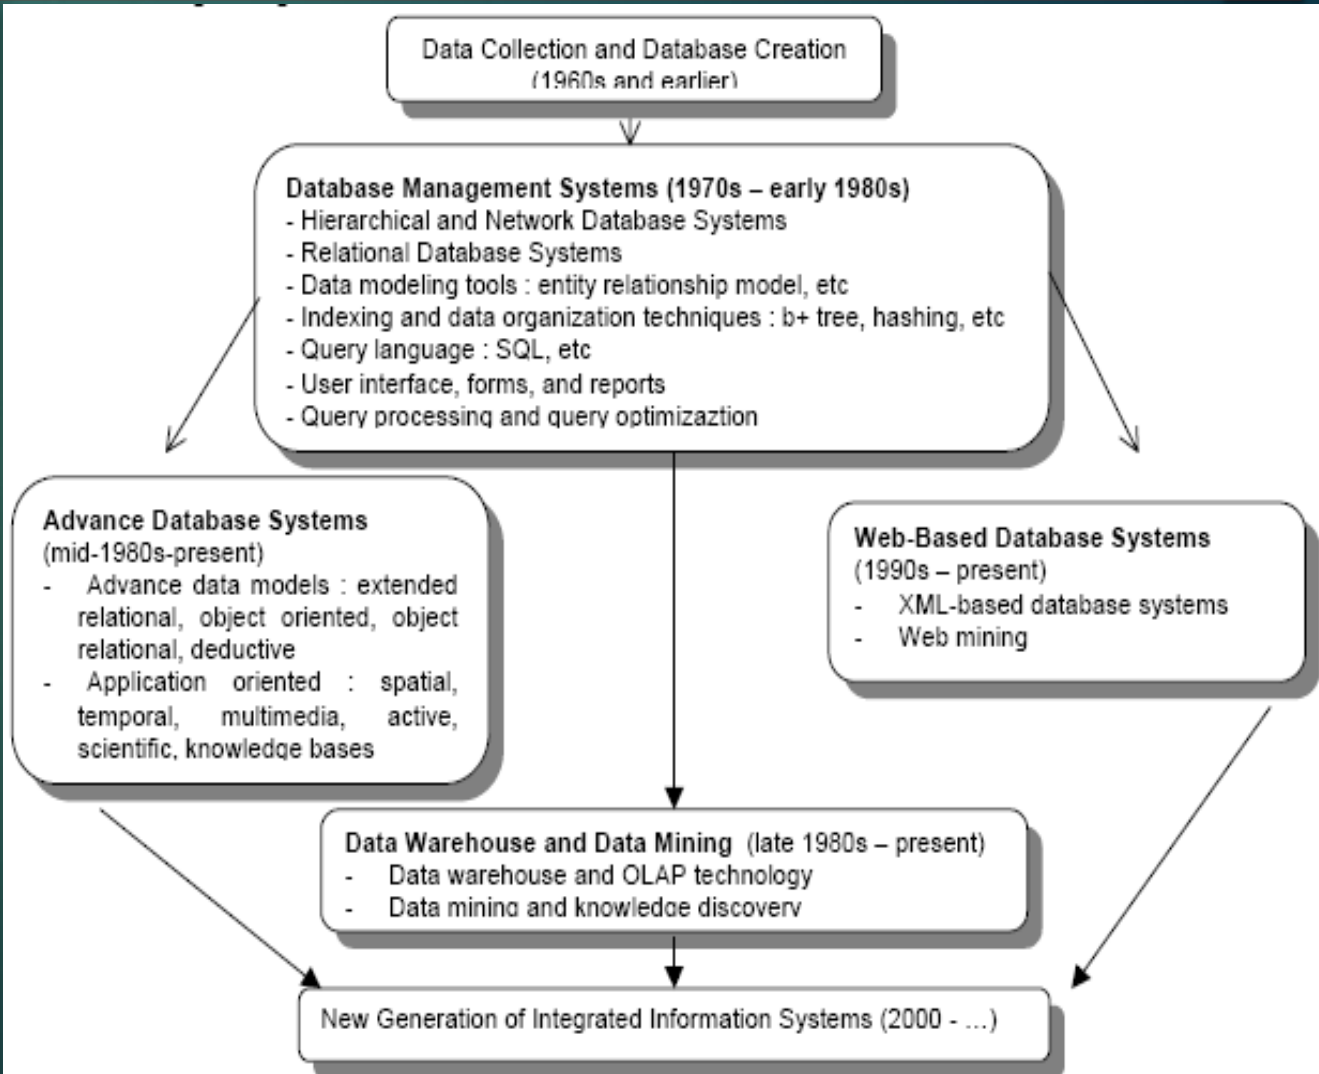 Data Collection and Database Creation
(1960s and earlier)
Database Management Systems (1970s – early 1980s)
- Hierarchical and Network Database Systems
- Relational Database Systems
- Data modeling tools : entity relationship model, etc
- Indexing and data organization techniques : b+ tree, hashing, etc
- Query language : SQL, etc
- User interface, forms, and reports
- Query processing and query optimizaztion
Advance Database Systems
(mid-1980s-present)
- Advance data models : extended
relational, object oriented, object
relational, deductive
- Application oriented : spatial,
temporal, multimedia, active,
scientific, knowledge bases
Web-Based Database Systems
(1990s – present)
- XML-based database systems
- Web mining
Data Warehouse and Data Mining (late 1980s – present)
- Data warehouse and OLAP technology
- Data mining and knowledge discovery
New Generation of Integrated Information Systems (2000 - …)